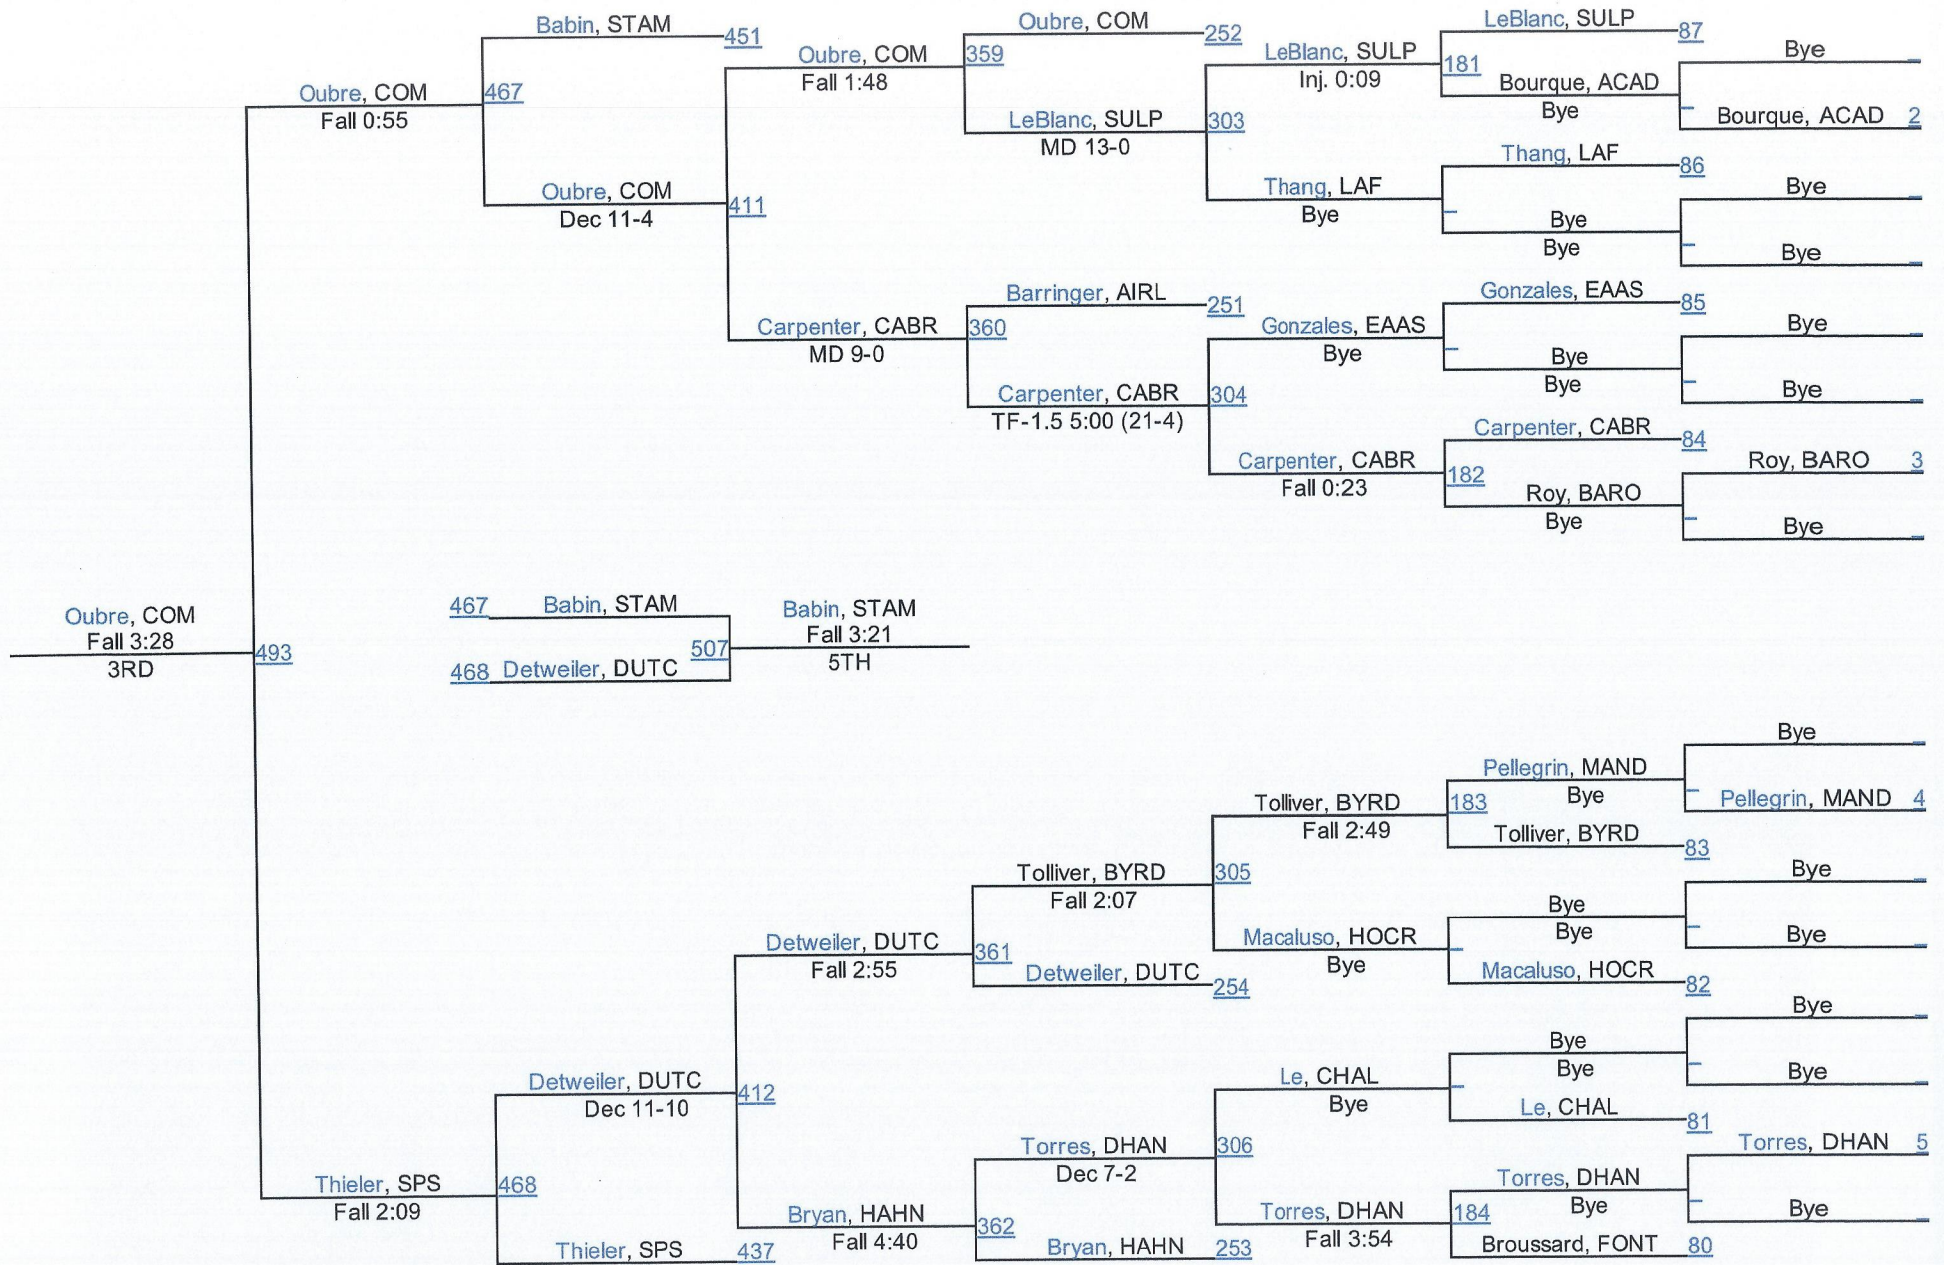 Babin, STAM 451
Oubre, COM 252
LeBlanc, SULP 87
Oubre, COM
Fall 1:48
359
LeBlanc, SULP
Inj. 0:09
181
Bye
Bourque, ACAD
Bye
Bourque, ACAD 2
Oubre, COM
Fall 0:55
467
LeBlanc, SULP
MD 13-0
303
Thang, LAF 86
Oubre, COM
Dec 11-4
411
Thang, LAF
Bye
Bye
Bye
Bye
Bye
Barringer, AIRL 251
Gonzales, EAAS 85
Carpenter, CABR
MD 9-0
360
Gonzales, EAAS
Bye
Bye
Bye
Bye
Bye
Carpenter, CABR
TF-1.5 5:00 (21-4)
304
Carpenter, CABR 84
Carpenter, CABR
Fall 0:23
182
Roy, BARO 3
Roy, BARO
Bye
Bye
Oubre, COM
Fall 3:28
3RD
493
467 Babin, STAM
468 Detweiler, DUTC
507
Babin, STAM
Fall 3:21
5TH
Bye
Pellegrin, MAND
Bye
Pellegrin, MAND 4
Tolliver, BYRD
Fall 2:49
183
Tolliver, BYRD 83
Tolliver, BYRD
Fall 2:07
305
Bye
Bye
Bye
Bye
Macaluso, HOCR
Bye
Macaluso, HOCR 82
Detweiler, DUTC
Fall 2:55
361
Detweiler, DUTC 254
Bye
Bye
Bye
Bye
Detweiler, DUTC
Dec 11-10
412
Le, CHAL
Bye
Le, CHAL 81
Torres, DHAN
Dec 7-2
306
Torres, DHAN 5
Torres, DHAN
Bye
Bye
Thieler, SPS
Fall 2:09
468
Bryan, HAHN
Fall 4:40
362
Torres, DHAN
Fall 3:54
184
Thieler, SPS 437
Bryan, HAHN 253
Broussard, FONT 80